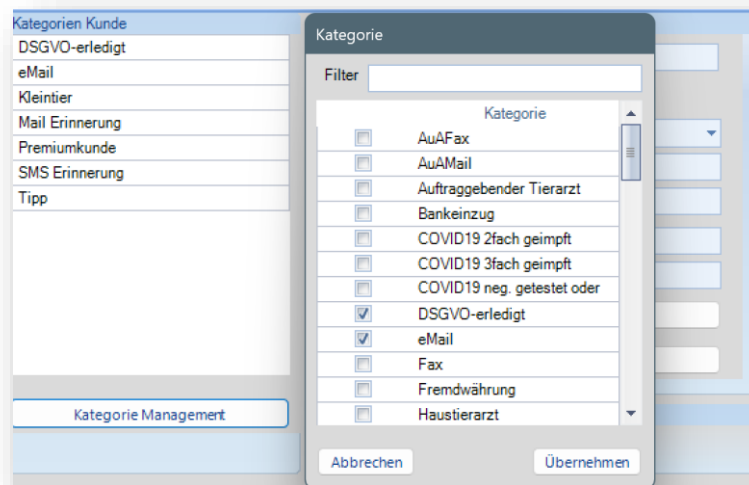 Kategorien Kunde
DSGVO-erledigt
eMail
Kleintier
Mail Erinnerung
Premiumkunde
SMS Erinnerung
Tipp
Kategorie Management
Kategorie
Filter
Kategorie
AuAFax
AuAMail
Auftraggebender Tierarzt
Bankeinzug
COVID19 2fach geimpft
COVID19 3fach geimpft
COVID19 neg. getestet oder
DSGVO-erledigt
eMail
Fax
Fremdwährung
Haustierarzt
Abbrechen
Übernehmen